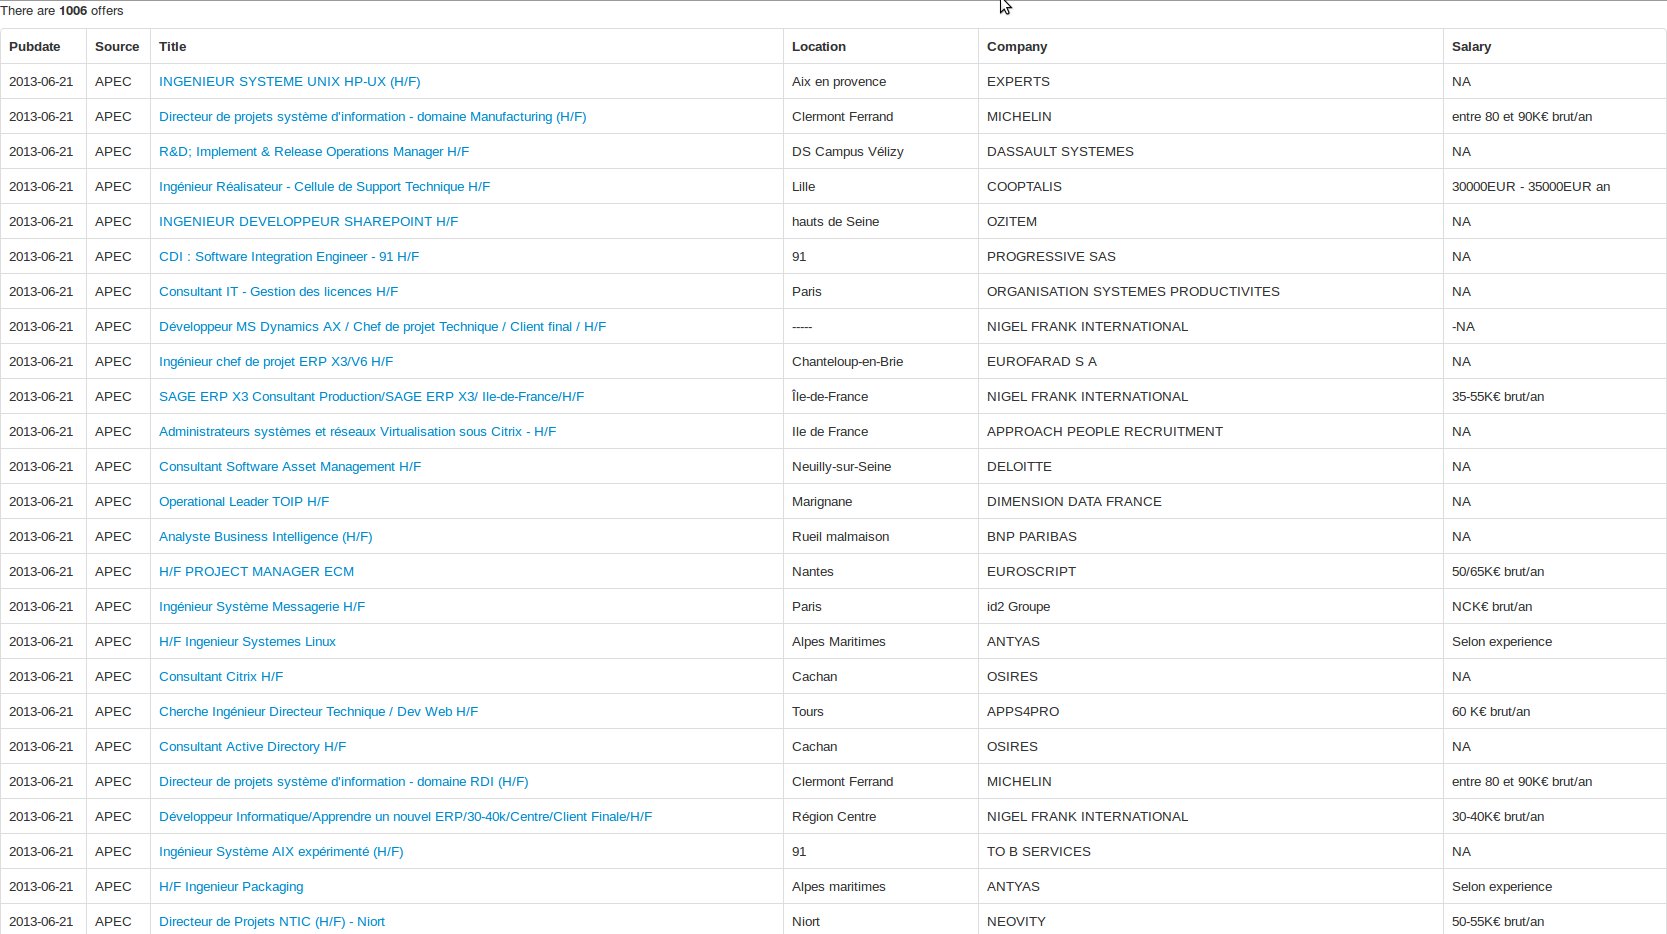 There are 1006 offers
Pubdate Source Title Location Company Salary
2013-06-21 APEC INGENIEUR SYSTEME UNIX HP-UX (H/F) Aix en provence EXPERTS NA
2013-06-21 APEC Directeur de projets système d'information - domaine Manufacturing (H/F) Clermont Ferrand MICHELIN entre 80 et 90K€ brut/an
2013-06-21 APEC R&D; Implement & Release Operations Manager H/F DS Campus Vélizy DASSAULT SYSTEMES NA
2013-06-21 APEC Ingénieur Réalisateur - Cellule de Support Technique H/F Lille COOPTALIS 30000EUR - 35000EUR an
2013-06-21 APEC INGENIEUR DEVELOPPEUR SHAREPOINT H/F hauts de Seine OZITEM NA
2013-06-21 APEC CDI : Software Integration Engineer - 91 H/F 91 PROGRESSIVE SAS NA
2013-06-21 APEC Consultant IT - Gestion des licences H/F Paris ORGANISATION SYSTEMES PRODUCTIVITES NA
2013-06-21 APEC Développeur MS Dynamics AX / Chef de projet Technique / Client final / H/F ----- NIGEL FRANK INTERNATIONAL -NA
2013-06-21 APEC Ingénieur chef de projet ERP X3/V6 H/F Chanteloup-en-Brie EUROFARAD S A NA
2013-06-21 APEC SAGE ERP X3 Consultant Production/SAGE ERP X3/ Ile-de-France/H/F Île-de-France NIGEL FRANK INTERNATIONAL 35-55K€ brut/an
2013-06-21 APEC Administrateurs systèmes et réseaux Virtualisation sous Citrix - H/F Ile de France APPROACH PEOPLE RECRUITMENT NA
2013-06-21 APEC Consultant Software Asset Management H/F Neuilly-sur-Seine DELOITTE NA
2013-06-21 APEC Operational Leader TOIP H/F Marignane DIMENSION DATA FRANCE NA
2013-06-21 APEC Analyste Business Intelligence (H/F) Rueil malmaison BNP PARIBAS NA
2013-06-21 APEC H/F PROJECT MANAGER ECM Nantes EUROSCRIPT 50/65K€ brut/an
2013-06-21 APEC Ingénieur Système Messagerie H/F Paris id2 Groupe NCK€ brut/an
2013-06-21 APEC H/F Ingenieur Systemes Linux Alpes Maritimes ANTYAS Selon experience
2013-06-21 APEC Consultant Citrix H/F Cachan OSIRES NA
2013-06-21 APEC Cherche Ingénieur Directeur Technique / Dev Web H/F Tours APPS4PRO 60 K€ brut/an
2013-06-21 APEC Consultant Active Directory H/F Cachan OSIRES NA
2013-06-21 APEC Directeur de projets système d'information - domaine RDI (H/F) Clermont Ferrand MICHELIN entre 80 et 90K€ brut/an
2013-06-21 APEC Développeur Informatique/Apprendre un nouvel ERP/30-40k/Centre/Client Finale/H/F Région Centre NIGEL FRANK INTERNATIONAL 30-40K€ brut/an
2013-06-21 APEC Ingénieur Système AIX expérimenté (H/F) 91 TO B SERVICES NA
2013-06-21 APEC H/F Ingenieur Packaging Alpes maritimes ANTYAS Selon experience
2013-06-21 APEC Directeur de Projets NTIC (H/F) - Niort Niort NEOVITY 50-55K€ brut/an